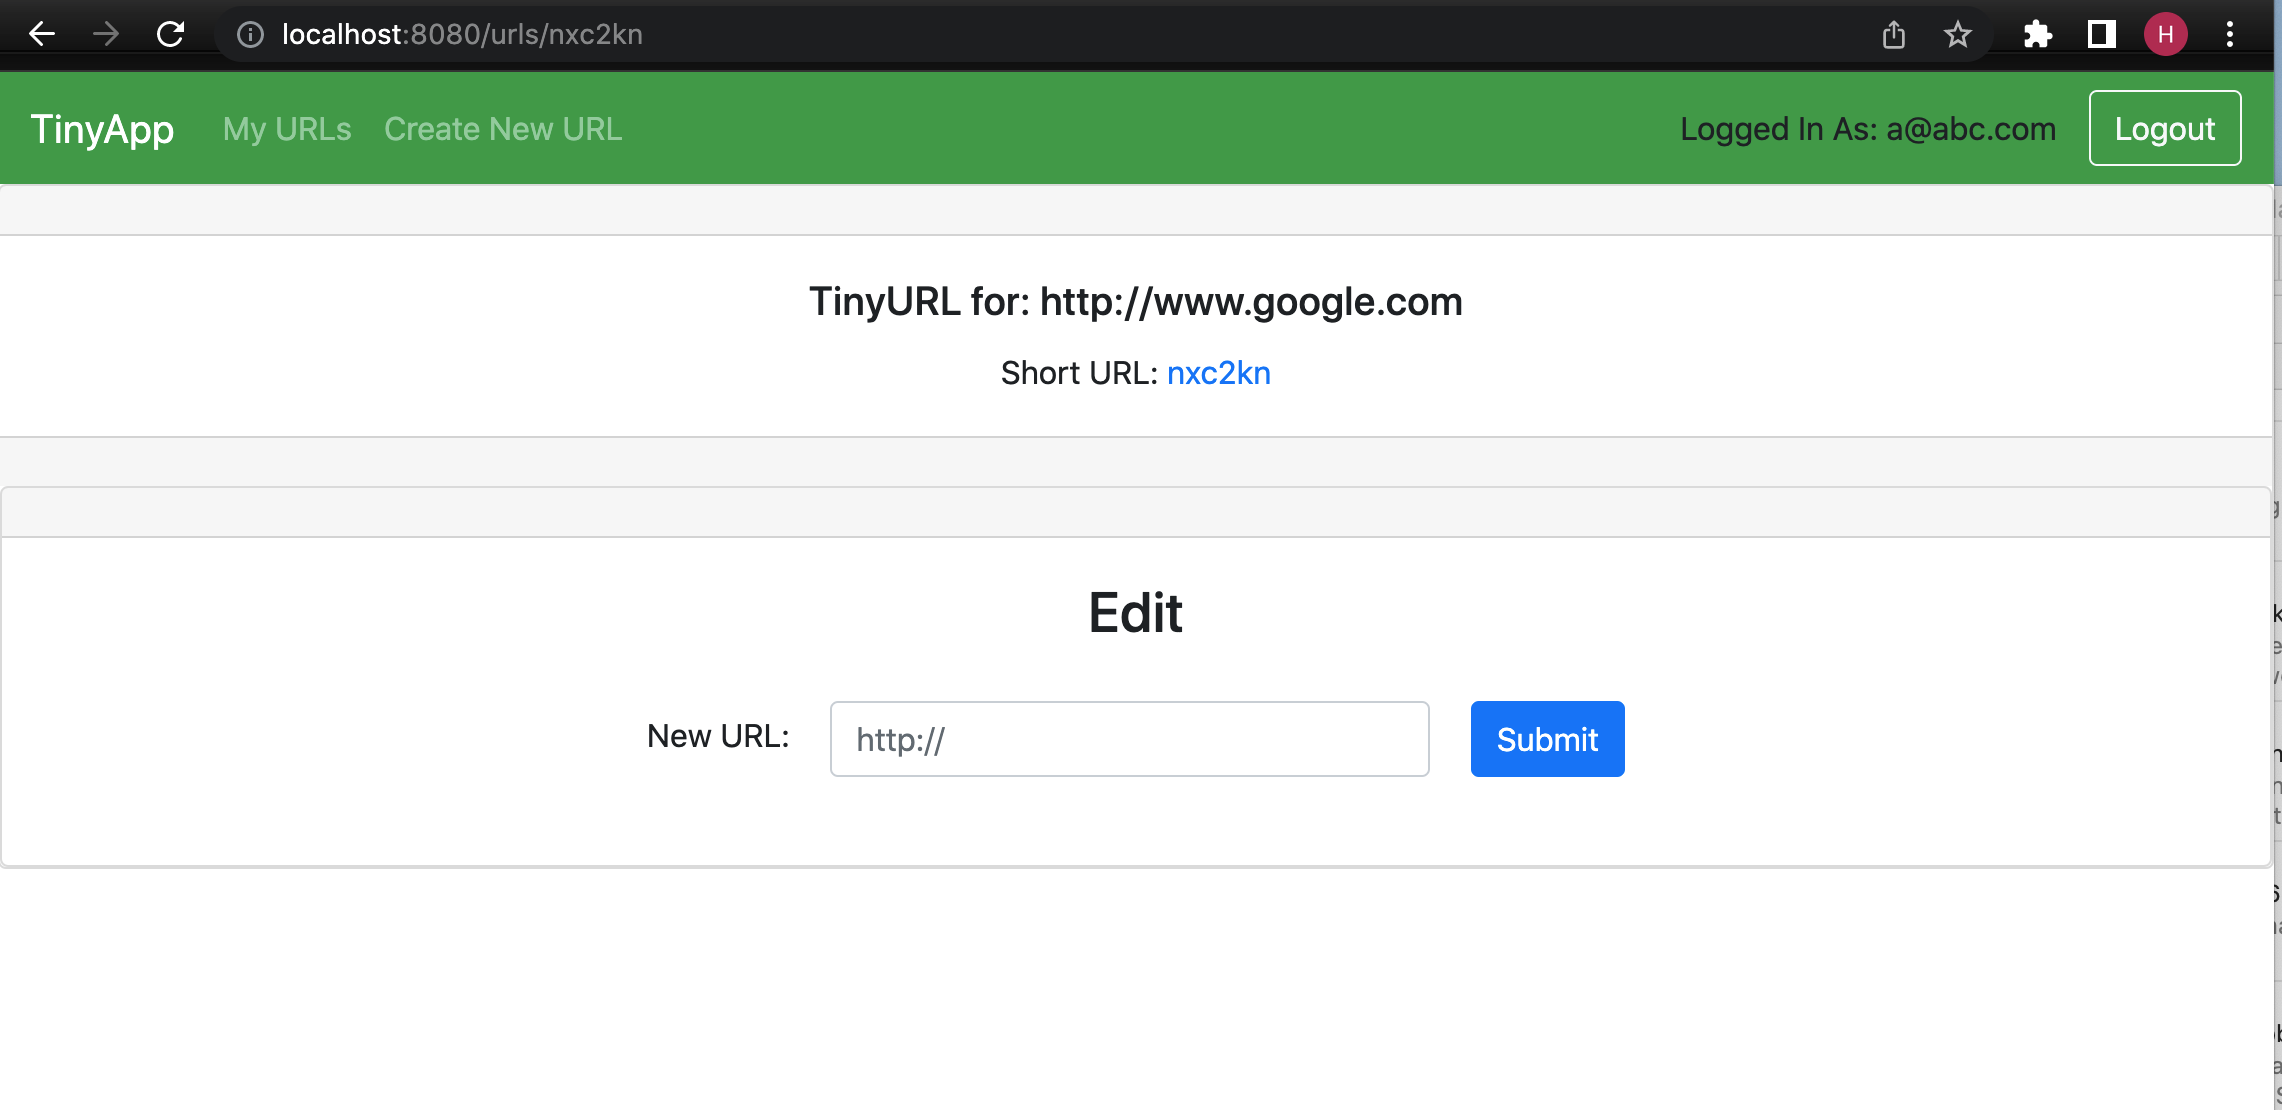 localhost:8080/urls/nxc2kn
H
TinyApp My URLs Create New URL Logged In As: a@abc.com Logout
TinyURL for: http://www.google.com
Short URL: nxc2kn
Edit
New URL: http:// Submit